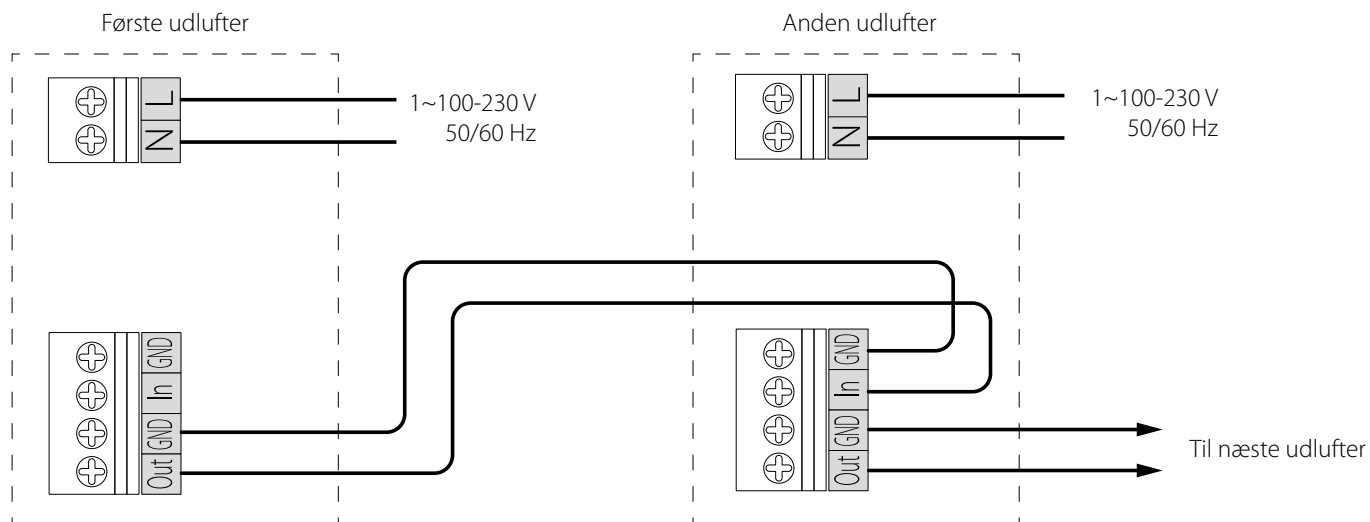 Første udlufter
Anden udlufter
L
N
1~100-230 V
50/60 Hz
L
N
1~100-230 V
50/60 Hz
GND
In
GND
Out
GND
In
GND
Out
Til næste udlufter